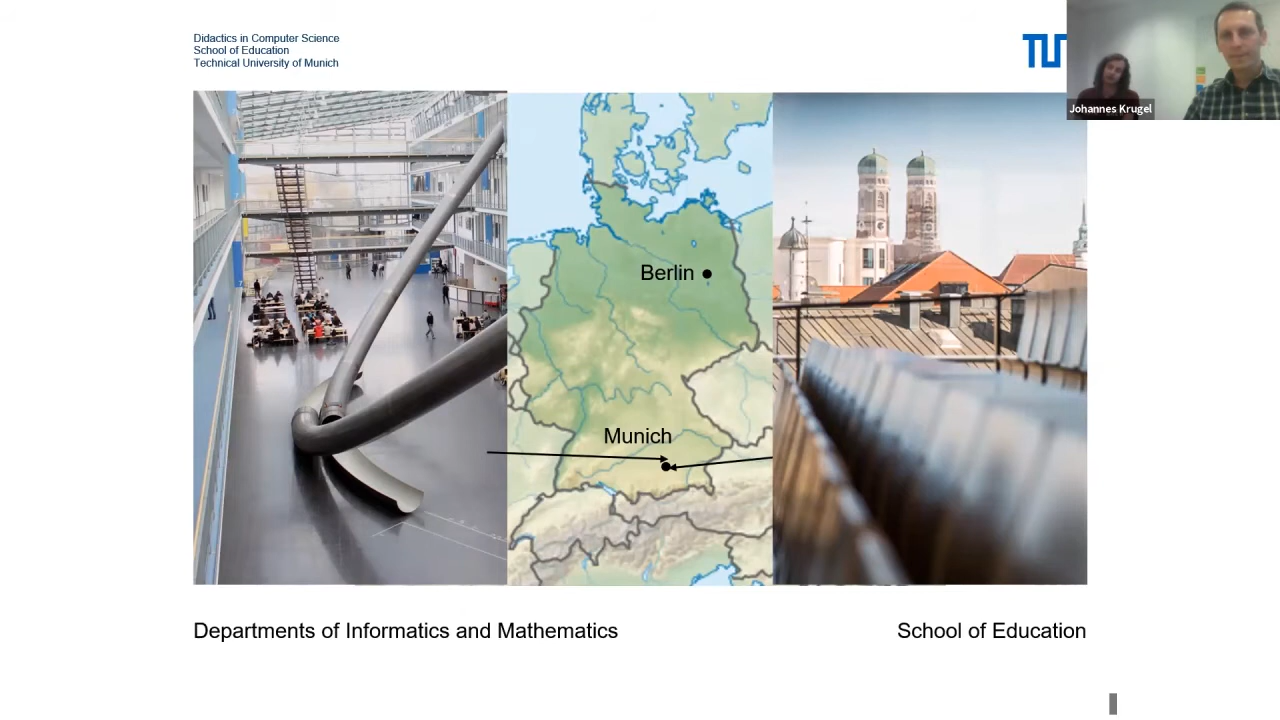 Didactics in Computer Science
School of Education
Technical University of Munich
Johannes Krugel
Berlin
Munich
Departments of Informatics and Mathematics
School of Education